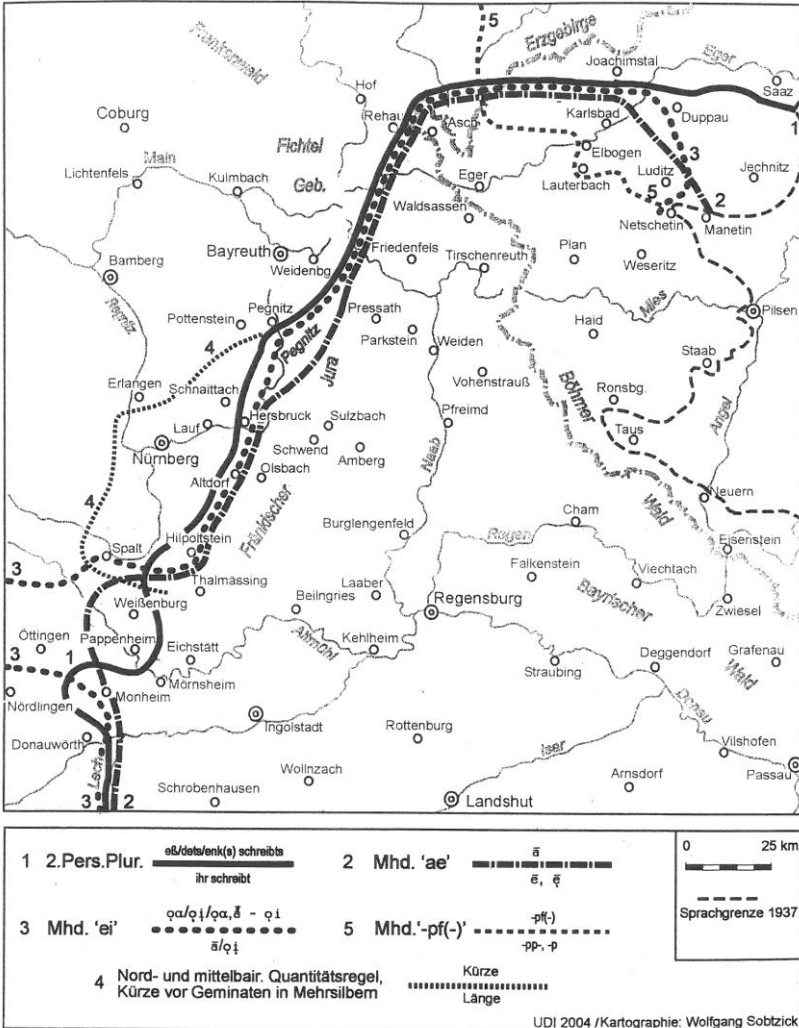 5
Erzgebirge
Frankenwald
Joachimstal
Eger
Hof
Saaz
Coburg
Rehau
Asch
Karlsbad
Duppau
1
Fichtel
Elbogen
3
Main
Geb.
Eger
Lauterbach
Luditz
Jechnitz
Lichtenfels
Kulmbach
5
2
Waldsassen
Netschetin
Manetin
Bayreuth
Friedenfels
Tirschenreuth
Plan
Weseritz
Bamberg
Weidenbg.
Regnitz
Pegnitz
Pressath
Mies
Pilsen
Pottenstein
Parkstein
Haid
4
Pegnitz
Weiden
Staab
Jura
Vohenstrauß
Erlangen
Schnaittach
Ronsbg.
Böhmer
Angel
Hersbruck
Sulzbach
Pfreimd
Lauf
Taus
Nürnberg
Schwend
Amberg
Naab
Altdorf
Olsbach
4
Wald
Neuern
Fränkischer
Cham
Burglengenfeld
Regen
Spalt
Hilpoltstein
Eisenstein
3
Falkenstein
Viechtach
Thalmässing
Laaber
Bayrischer
Weißenburg
Beilngries
Regensburg
Zwiesel
Öttingen
Pappenheim
Eichstätt
Altmühl
Kehlheim
Grafenau
1
Straubing
Deggendorf
3
Mörnsheim
Wald
Nördlingen
Monheim
Donau
Ingolstadt
Rottenburg
Donauwörth
Vilshofen
Isar
Lech
Wollnzach
Passau
Arnsdorf
Schrobenhausen
3 2
Landshut
1 2.Pers.Plur. eß/dets/enk(s) schreibts
ihr schreibt
2 Mhd. 'ae' ā
0 25 km
Sprachgrenze 1937
3 Mhd. 'ei'
5 Mhd.'-pf(-)' -pf(-)
-pp-, -p
4 Nord- und mittelbair. Quantitätsregel,
Kürze vor Geminaten in Mehrsilbern
Kürze
Länge
UDI 2004 /Kartographie: Wolfgang Sobtzick